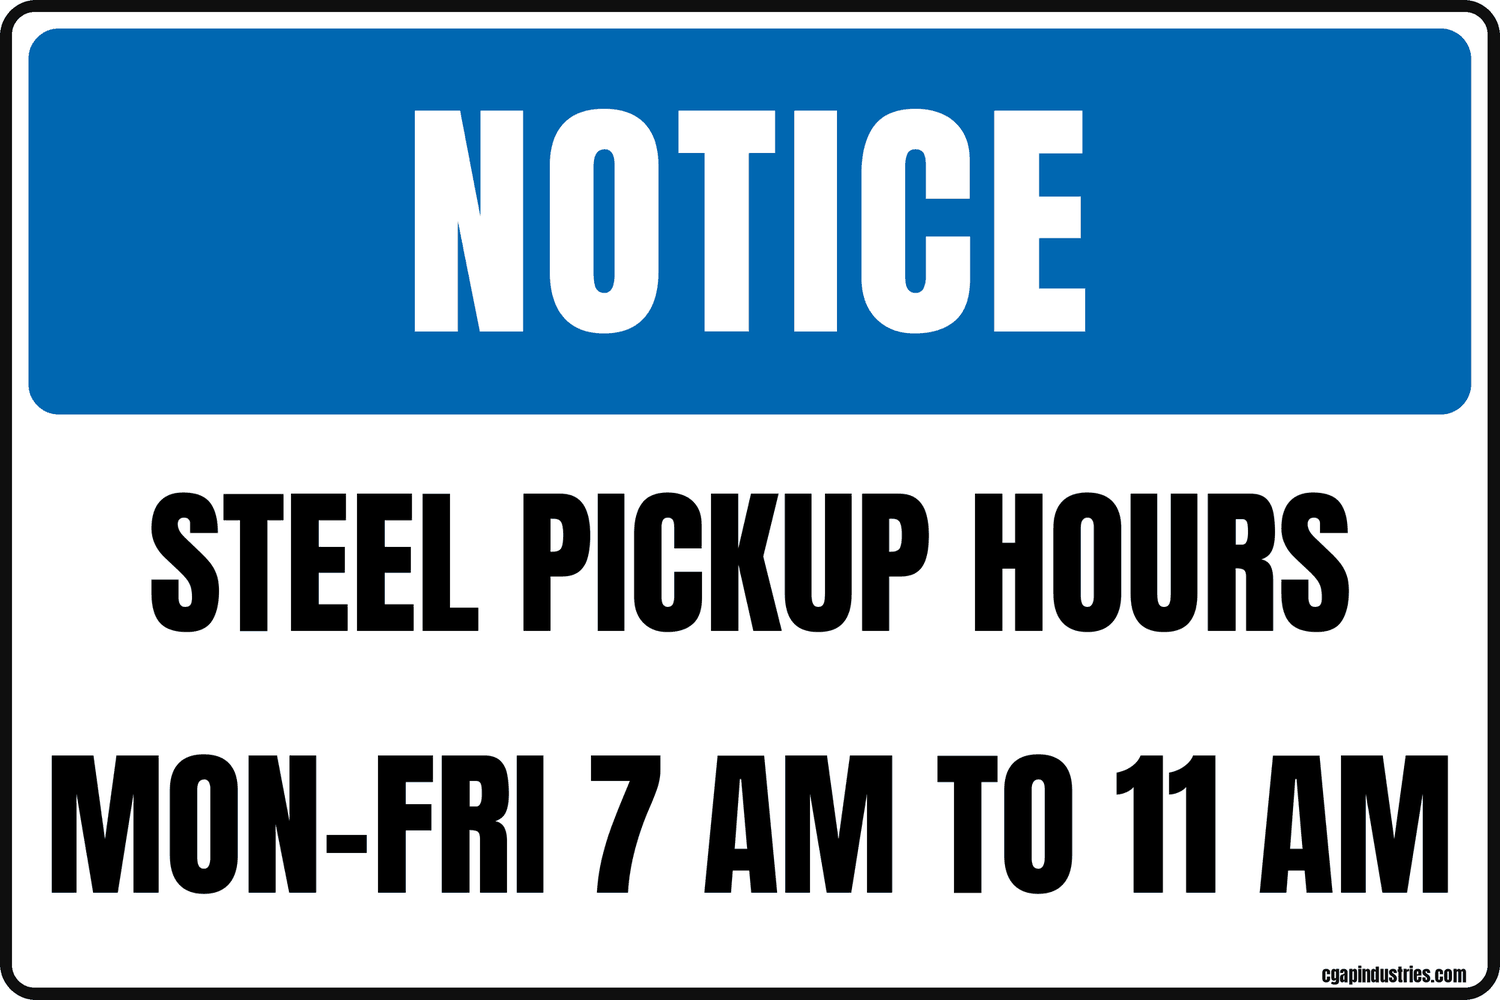 NOTICE
STEEL PICKUP HOURS
MON-FRI 7 AM TO 11 AM
cgapindustries.com